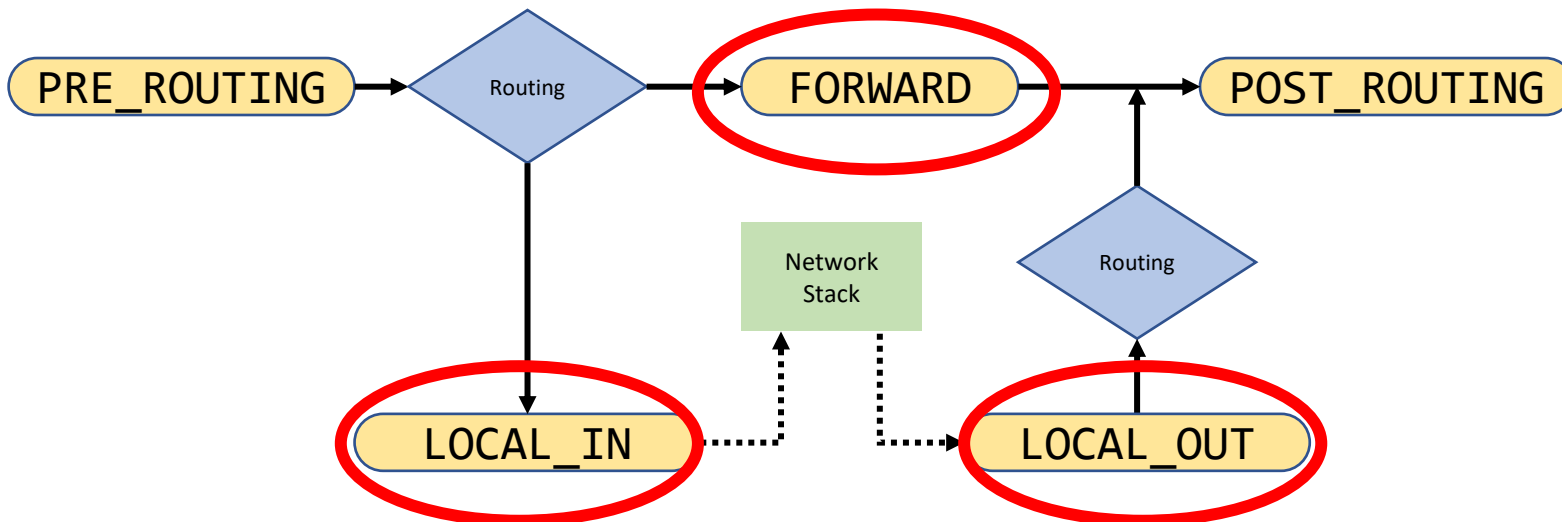 PRE_ROUTING
Routing
FORWARD
POST_ROUTING
Network
Stack
Routing
LOCAL_IN
LOCAL_OUT